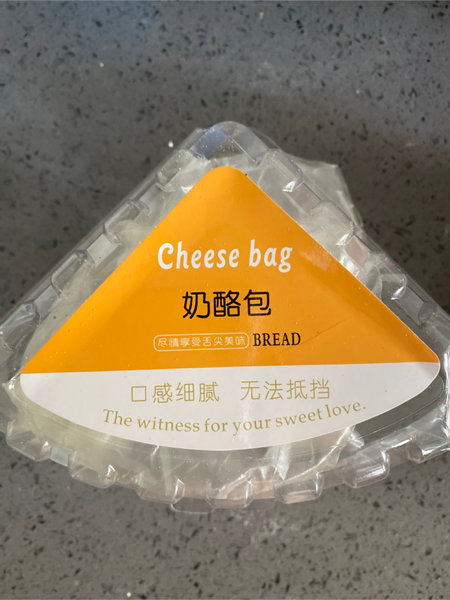 Cheese bag
奶酪包
尽情享受舌尖美味 BREAD
口感细腻 无法抵挡
The witness for your sweet love.